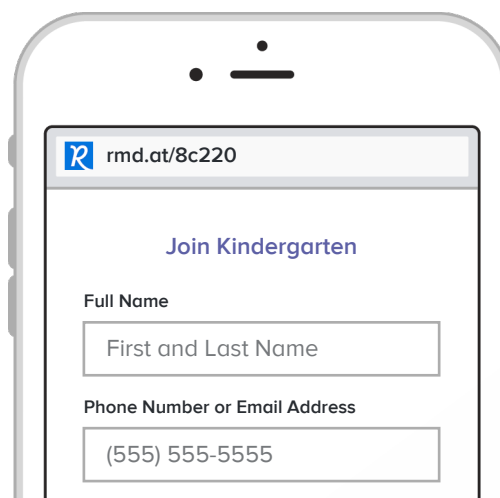 rmd.at/8c220
Join Kindergarten
Full Name
First and Last Name
Phone Number or Email Address
(555) 555-5555